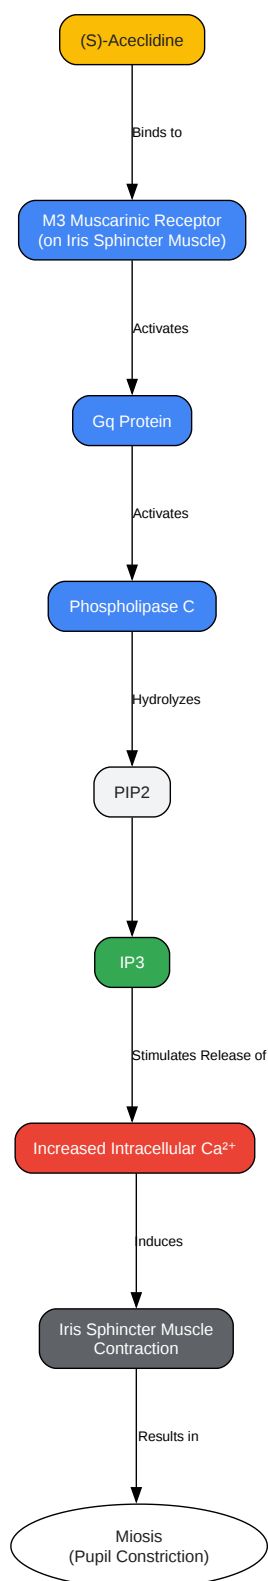 (S)-Aceclidine
Binds to
M3 Muscarinic Receptor
(on Iris Sphincter Muscle)
Activates
Gq Protein
Activates
Phospholipase C
Hydrolyzes
PIP2
IP3
Stimulates Release of
Increased Intracellular Ca²⁺
Induces
Iris Sphincter Muscle
Contraction
Results in
Miosis
(Pupil Constriction)